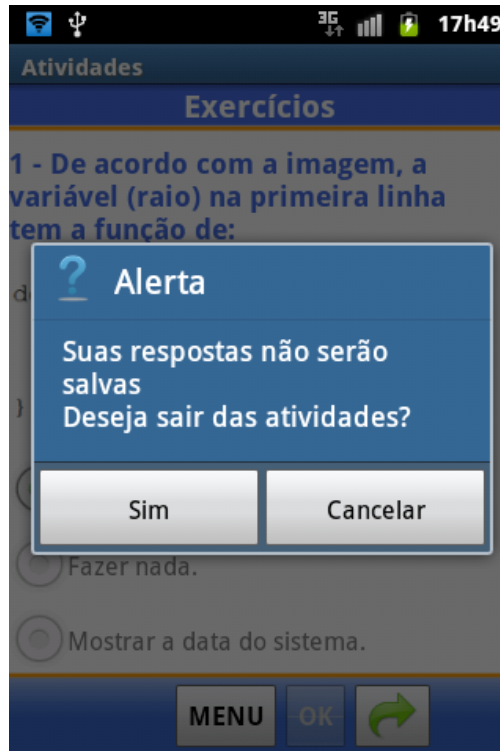 3G 17h49
Atividades
Exercícios
1 - De acordo com a imagem, a
variável (raio) na primeira linha
tem a função de:
Alerta
Suas respostas não serão
salvas
Deseja sair das atividades?
}
Sim Cancelar
Fazer nada.
Mostrar a data do sistema.
MENU OK